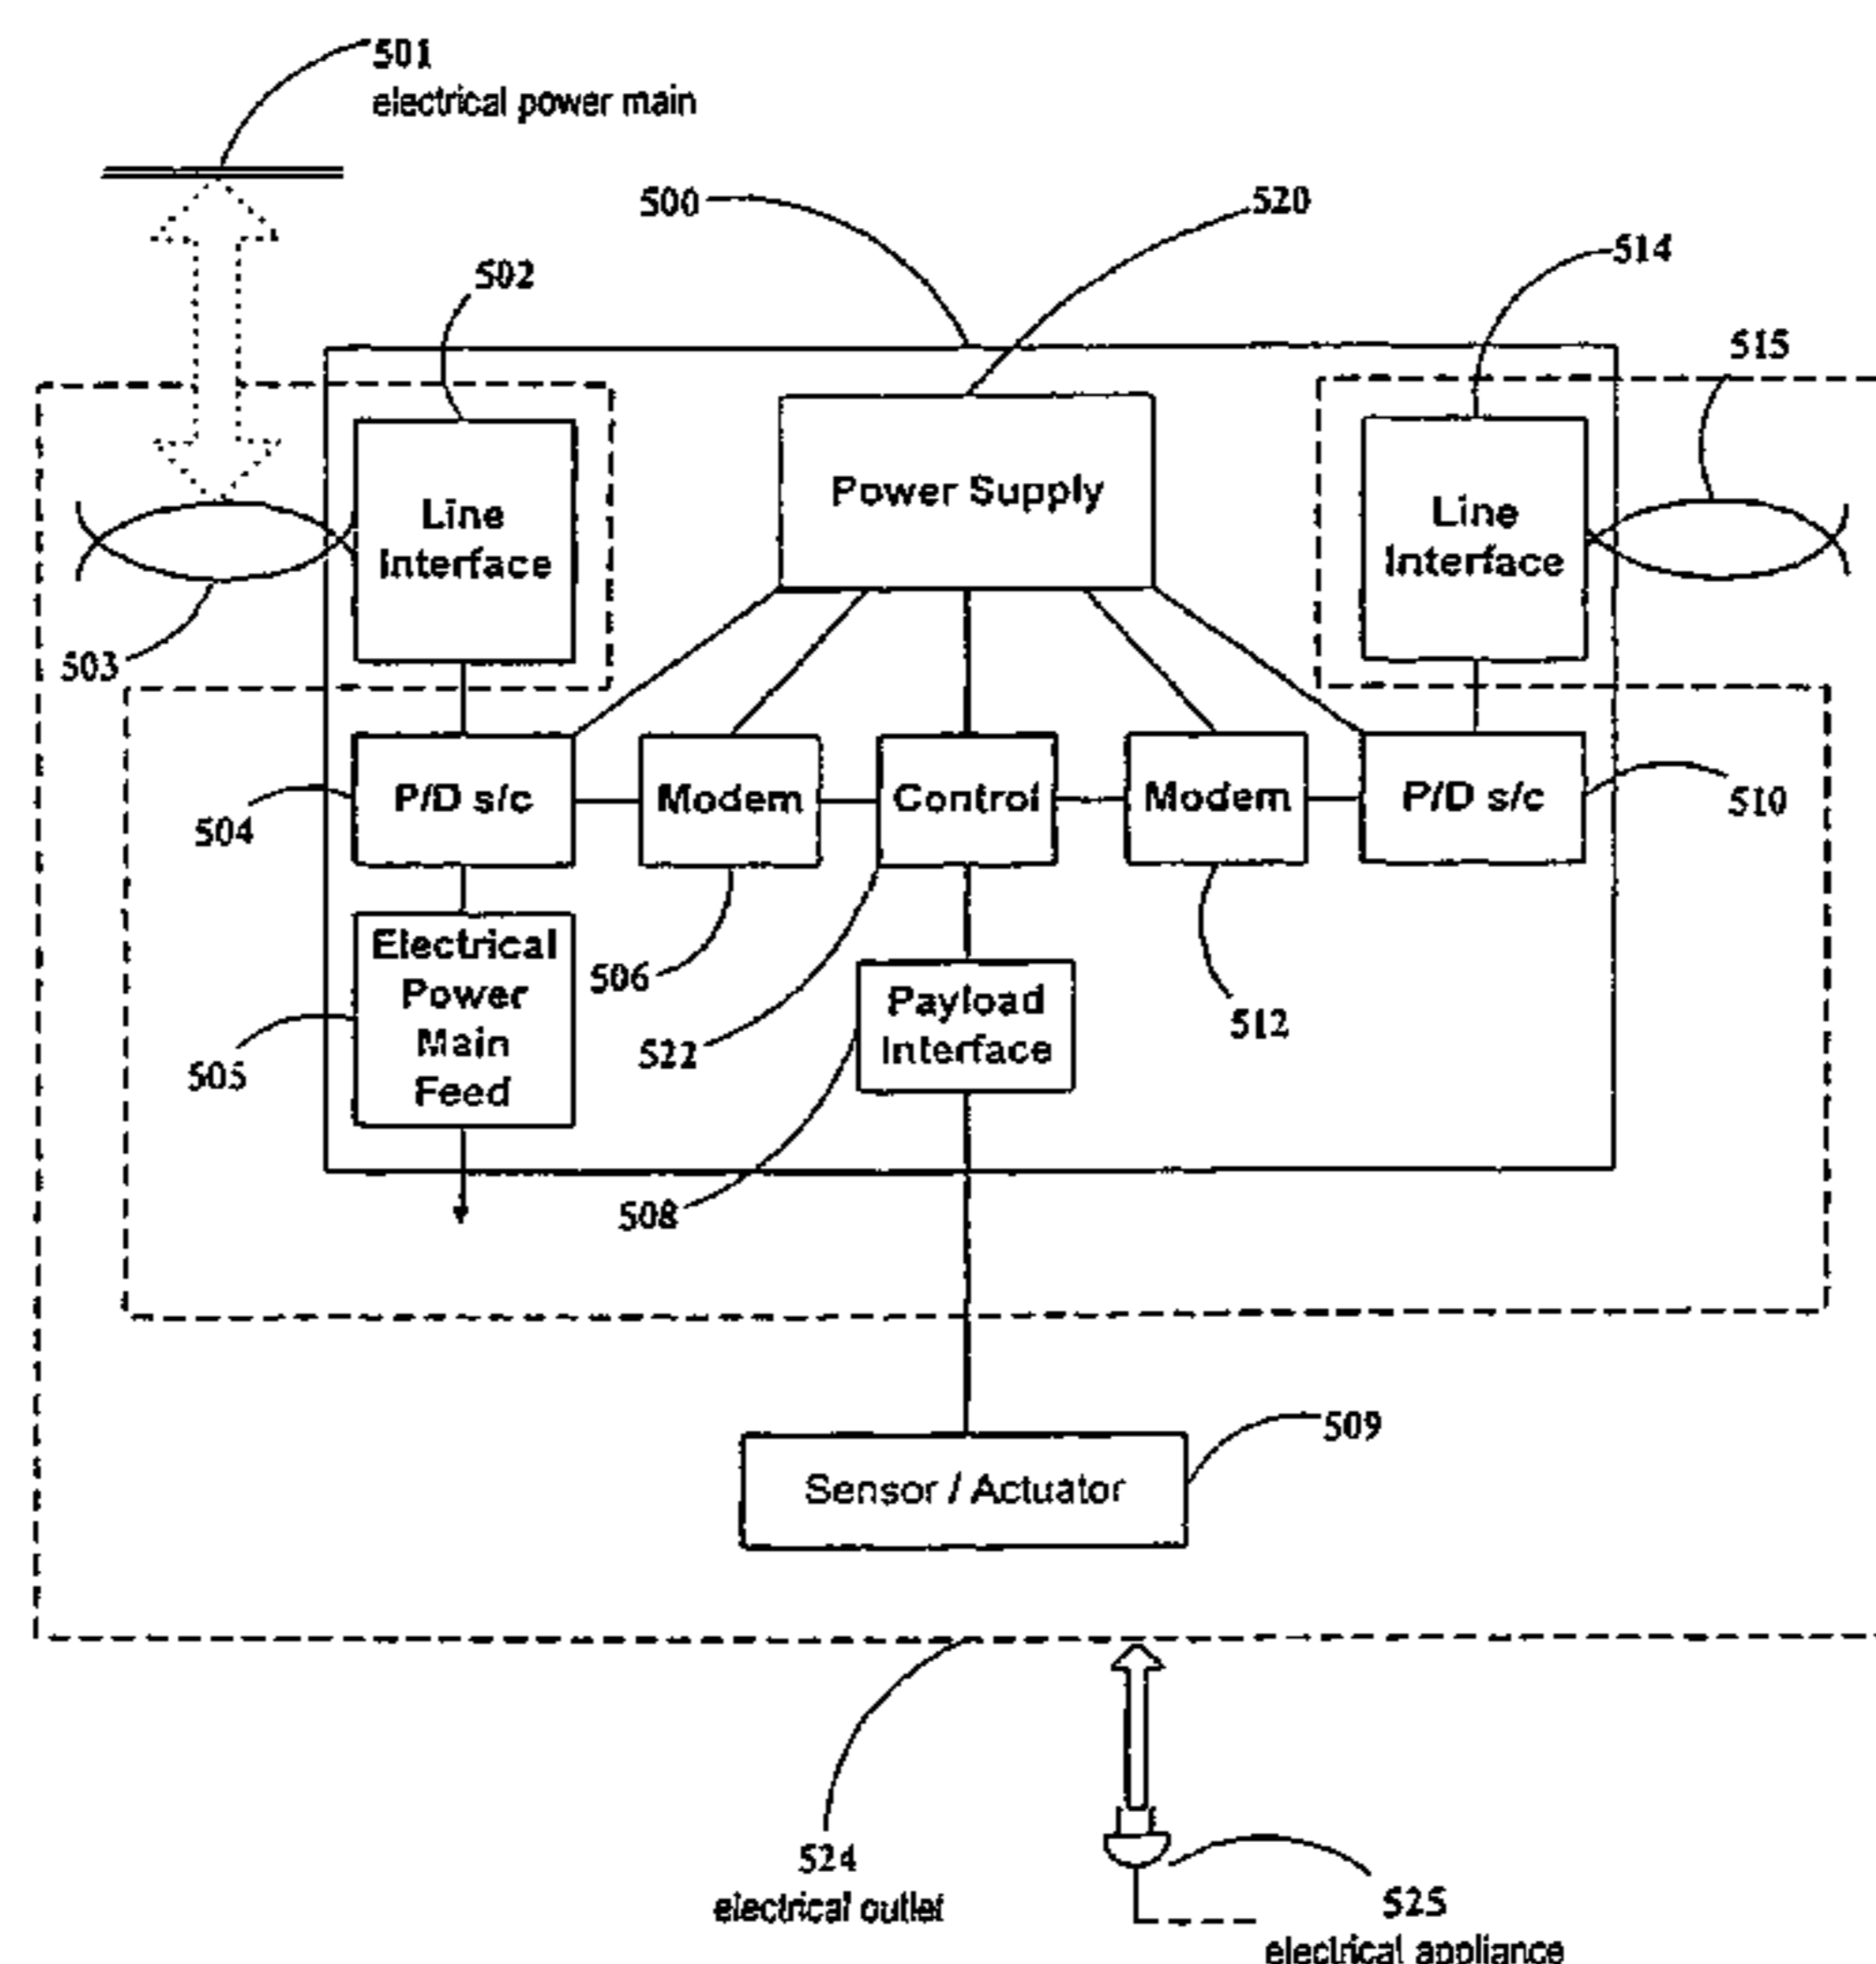 501
electrical power main
500
520
514
502
515
Line
Interface
Power Supply
Line
Interface
503
P/D s/c
Modem
Control
Modem
P/D s/c
504
510
Electrical
Power
Main
Feed
506
522
Payload
Interface
512
505
508
509
Sensor / Actuator
524
electrical outlet
525
electrical appliance